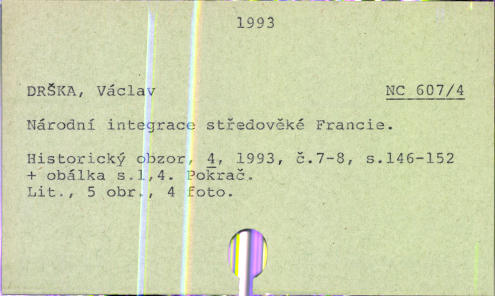 1993
DRŠKA, Václav NC 607/4
Národní integrace středověké Francie.
Historický obzor, 4, 1993, č.7-8, s.146-152
+ obálka s.1,4. Pokrač.
Lit., 5 obr., 4 foto.